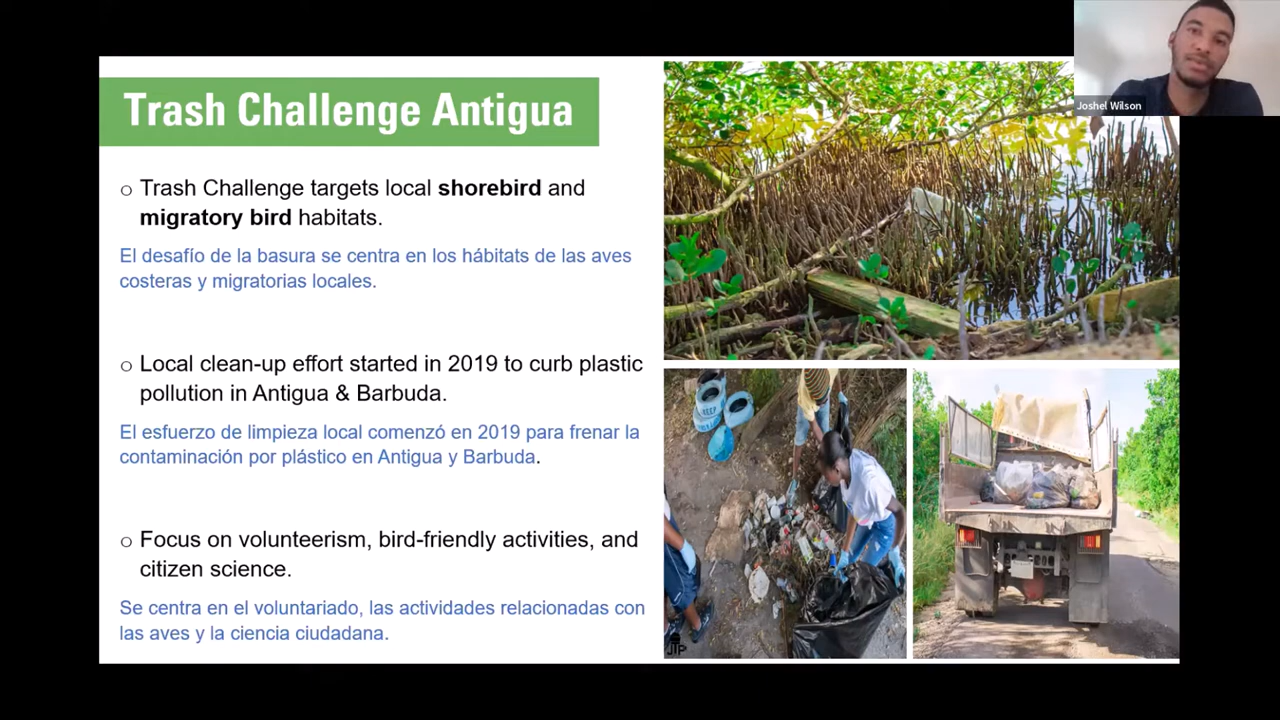 Trash Challenge Antigua
Joshel Wilson
○ Trash Challenge targets local shorebird and
migratory bird habitats.
El desafío de la basura se centra en los hábitats de las aves
costeras y migratorias locales.
○ Local clean-up effort started in 2019 to curb plastic
pollution in Antigua & Barbuda.
El esfuerzo de limpieza local comenzó en 2019 para frenar la
contaminación por plástico en Antigua y Barbuda.
○ Focus on volunteerism, bird-friendly activities, and
citizen science.
Se centra en el voluntariado, las actividades relacionadas con
las aves y la ciencia ciudadana.
JTP